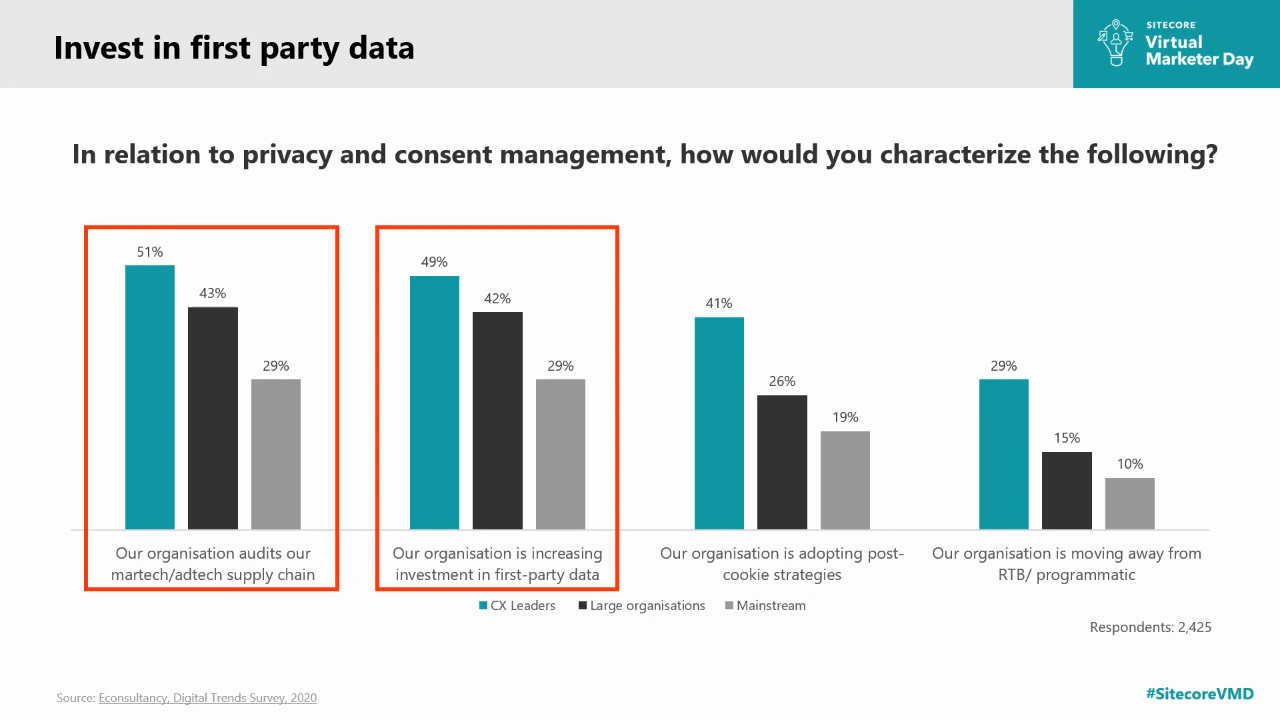 Invest in first party data
SITECORE
Virtual
Marketer Day
In relation to privacy and consent management, how would you characterize the following?
51%
43%
29%
49%
42%
29%
41%
26%
19%
29%
15%
10%
Our organisation audits our
martech/adtech supply chain
Our organisation is increasing
investment in first-party data
Our organisation is adopting post-
cookie strategies
Our organisation is moving away from
RTB/ programmatic
CX Leaders
Large organisations
Mainstream
Respondents: 2,425
Source: Econsultancy, Digital Trends Survey, 2020
#SitecoreVMD